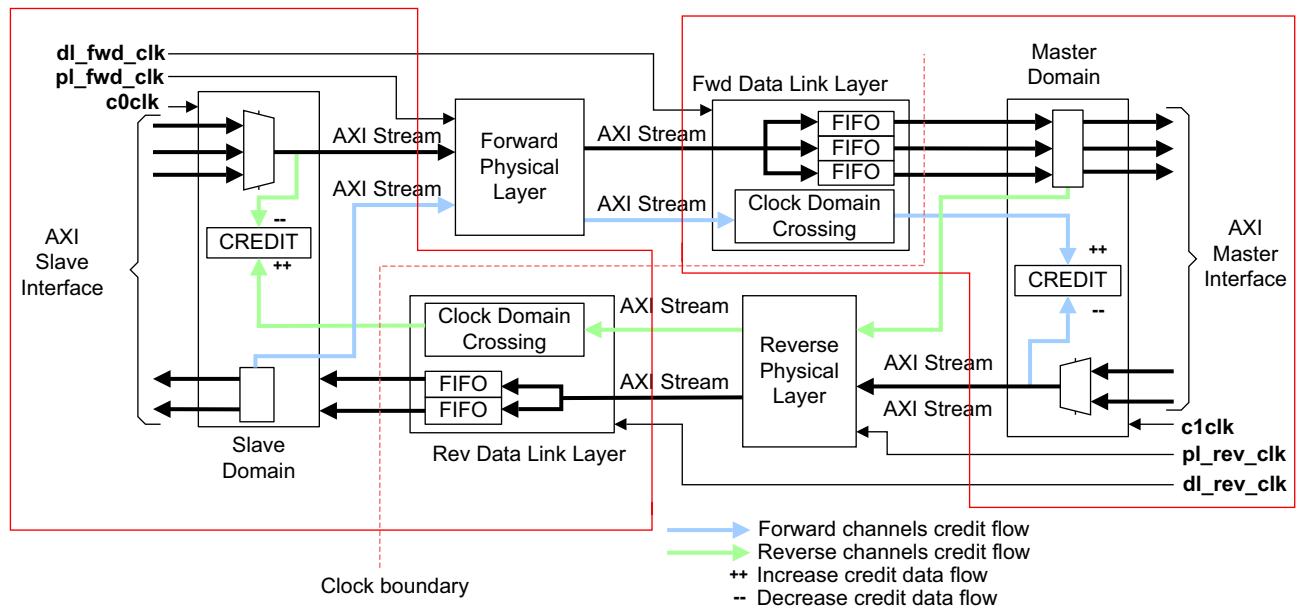 dl_fwd_clk
pl_fwd_clk
c0clk
AXI Stream
AXI Stream
Forward
Physical
Layer
AXI Stream
AXI Stream
Fwd Data Link Layer
FIFO
FIFO
FIFO
Clock Domain
Crossing
Master
Domain
AXI
Slave
Interface
--
CREDIT
++
++
CREDIT
--
AXI
Master
Interface
Clock Domain
Crossing
AXI Stream
FIFO
FIFO
AXI Stream
Rev Data Link Layer
Reverse
Physical
Layer
AXI Stream
AXI Stream
Slave
Domain
c1clk
pl_rev_clk
dl_rev_clk
Forward channels credit flow
Reverse channels credit flow
++ Increase credit data flow
-- Decrease credit data flow
Clock boundary